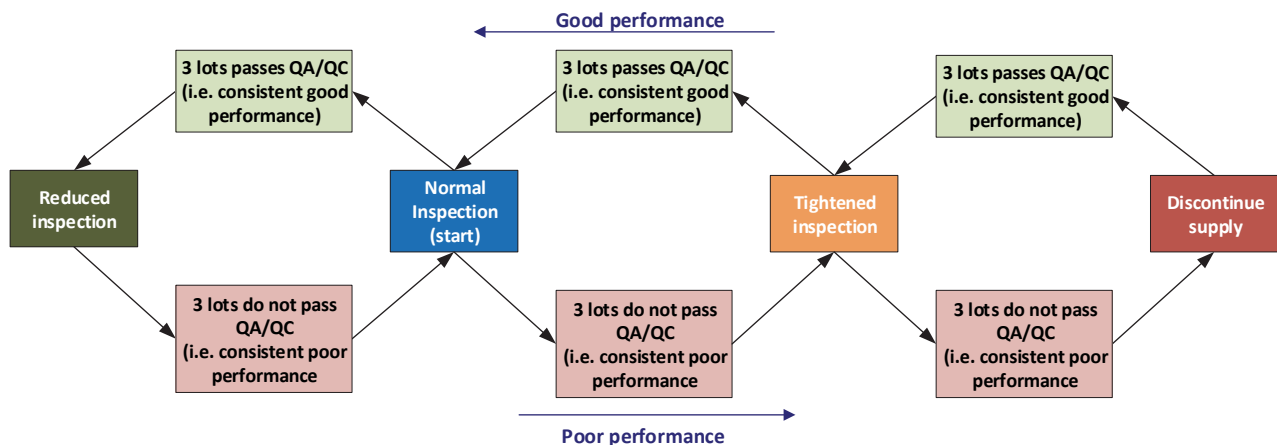 Good performance
3 lots passes QA/QC
(i.e. consistent good
performance)
3 lots passes QA/QC
(i.e. consistent good
performance)
3 lots passes QA/QC
(i.e. consistent good
performance)
Reduced
inspection
Normal
Inspection
(start)
Tightened
inspection
Discontinue
supply
3 lots do not pass
QA/QC
(i.e. consistent poor
performance
3 lots do not pass
QA/QC
(i.e. consistent poor
performance
3 lots do not pass
QA/QC
(i.e. consistent poor
performance
Poor performance